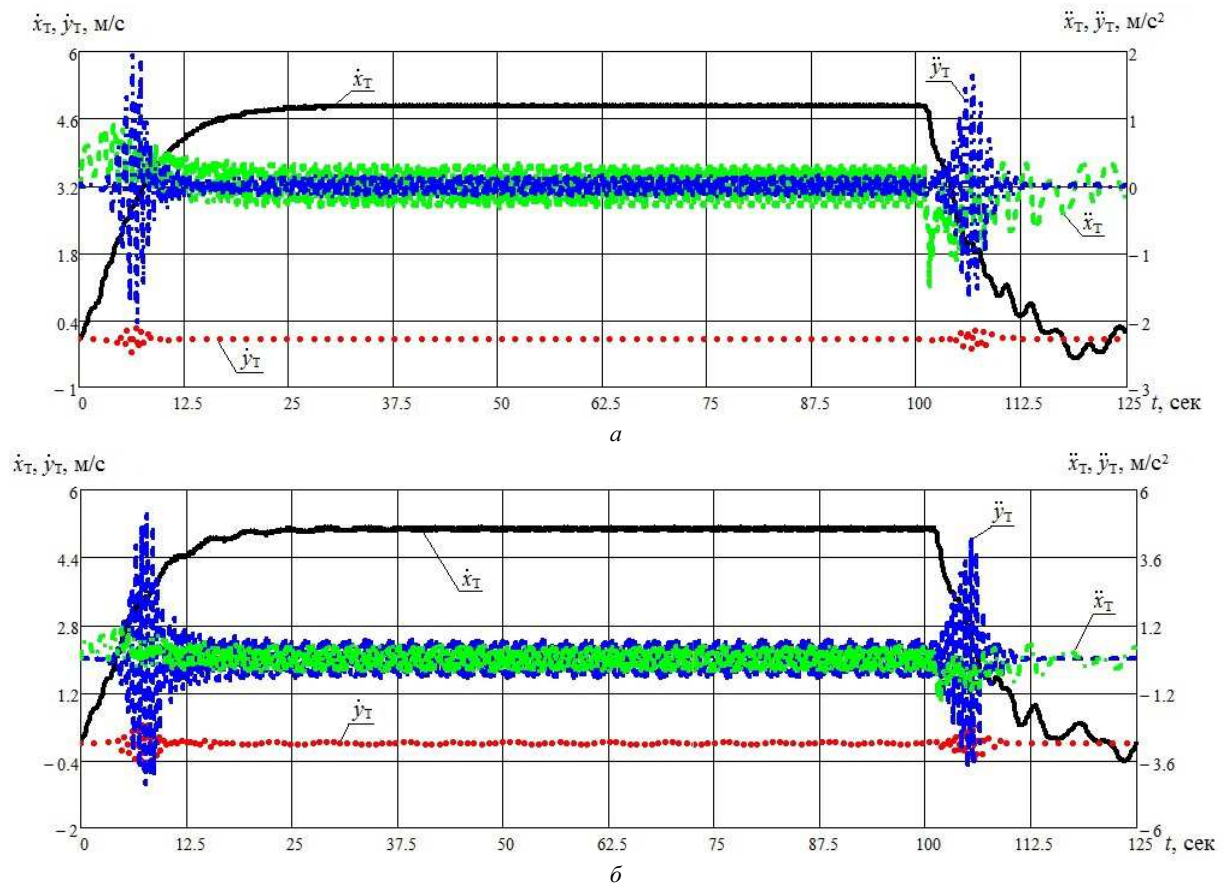 ẋт, ẏт, м/с
ẍт, ÿт, м/с²
6
2
ẋт
ÿт
4.6
1
3.2
0
ẍт
1.8
−1
0.4
−2
ẏт
−1
−3
0 12.5 25 37.5 50 62.5 75 87.5 100 112.5 125 t, сек
а
ẋт, ẏт, м/с
ẍт, ÿт, м/с²
6
6
ÿт
4.4
3.6
ẋт
ẍт
2.8
1.2
1.2
−1.2
ẏт
−0.4
−3.6
−2
−6
0 12.5 25 37.5 50 62.5 75 87.5 100 112.5 125 t, сек
б